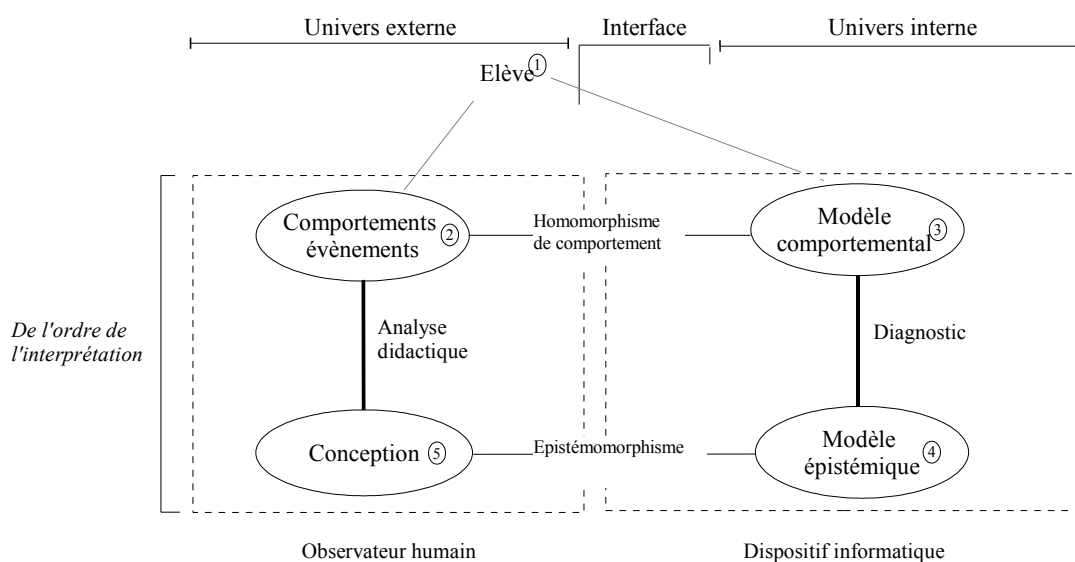 Univers externe
Interface
Univers interne
Elève 1
Comportements
évènements 2
Homomorphisme
de comportement
Modèle
comportemental 3
De l'ordre de
l'interprétation
Analyse
didactique
Diagnostic
Conception 5
Epistémomorphisme
Modèle
épistémique 4
Observateur humain
Dispositif informatique